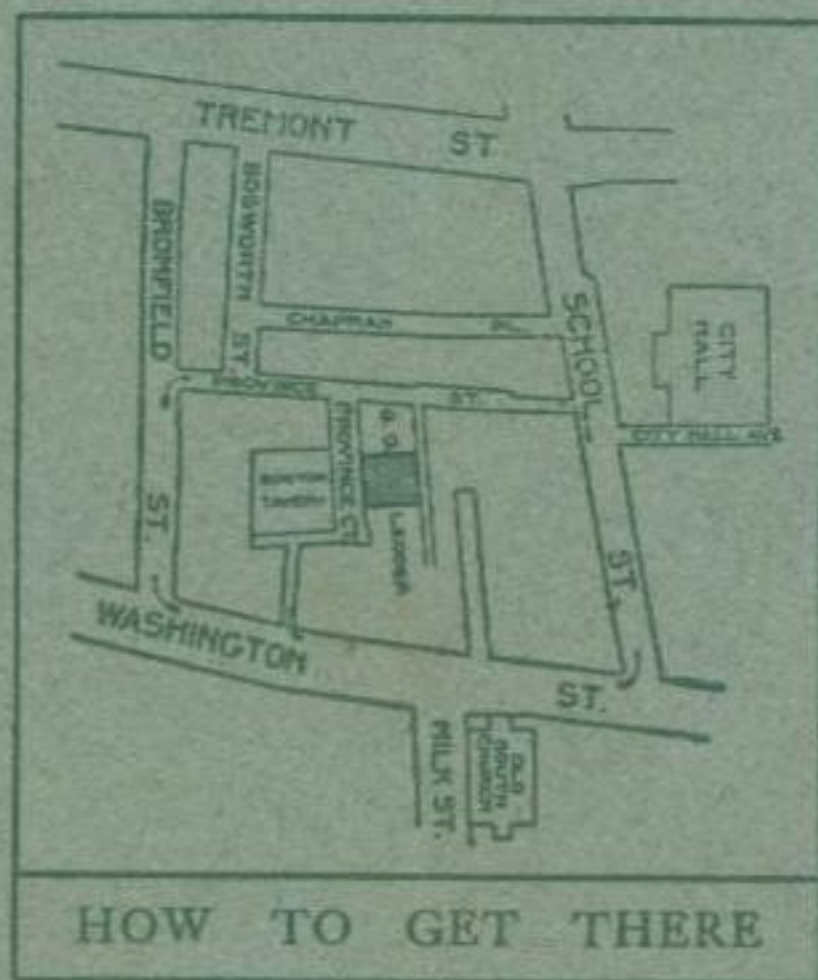 TREMONT ST
BROMFIELD ST.
BOSWORTH ST.
CHAPMAN PL.
SCHOOL ST.
CITY
HALL
CITY HALL AVE
PROVINCE ST.
PROVINCE CT
BOSTON
TAVERN
WASHINGTON ST.
MILK ST.
OLD
SOUTH
CHURCH
HOW TO GET THERE